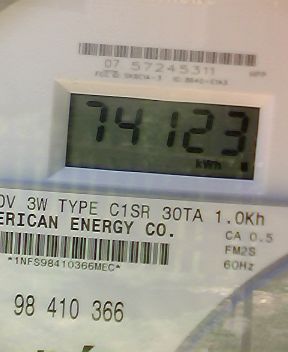 07 57245311
74123
kWh
0V 3W TYPE C1SR 30TA 1.0Kh
ERICAN ENERGY CO.
CA 0.5
FM2S
*1NFS98410366MEC*
60Hz
98 410 366